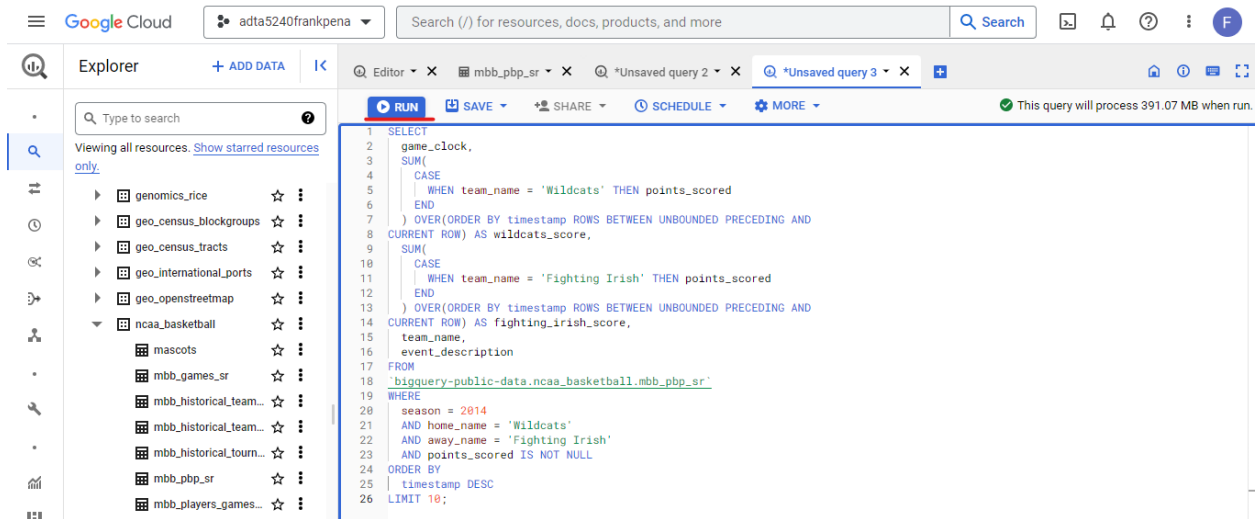 Google Cloud
adta5240frankpena
Search (/) for resources, docs, products, and more
Search
F
Explorer
+ ADD DATA
Type to search
Viewing all resources. Show starred resources
only.
genomics_rice
geo_census_blockgroups
geo_census_tracts
geo_international_ports
geo_openstreetmap
ncaa_basketball
mascots
mbb_games_sr
mbb_historical_team...
mbb_historical_team...
mbb_historical_tourn...
mbb_pbp_sr
mbb_players_games...
Editor
mbb_pbp_sr
*Unsaved query 2
*Unsaved query 3
RUN
SAVE
SHARE
SCHEDULE
MORE
This query will process 391.07 MB when run.
1 SELECT
2 game_clock,
3 SUM(
4 CASE
5 WHEN team_name = 'Wildcats' THEN points_scored
6 END
7 ) OVER(ORDER BY timestamp ROWS BETWEEN UNBOUNDED PRECEDING AND
8 CURRENT ROW) AS wildcats_score,
9 SUM(
10 CASE
11 WHEN team_name = 'Fighting Irish' THEN points_scored
12 END
13 ) OVER(ORDER BY timestamp ROWS BETWEEN UNBOUNDED PRECEDING AND
14 CURRENT ROW) AS fighting_irish_score,
15 team_name,
16 event_description
17 FROM
18 `bigquery-public-data.ncaa_basketball.mbb_pbp_sr`
19 WHERE
20 season = 2014
21 AND home_name = 'Wildcats'
22 AND away_name = 'Fighting Irish'
23 AND points_scored IS NOT NULL
24 ORDER BY
25 timestamp DESC
26 LIMIT 10;